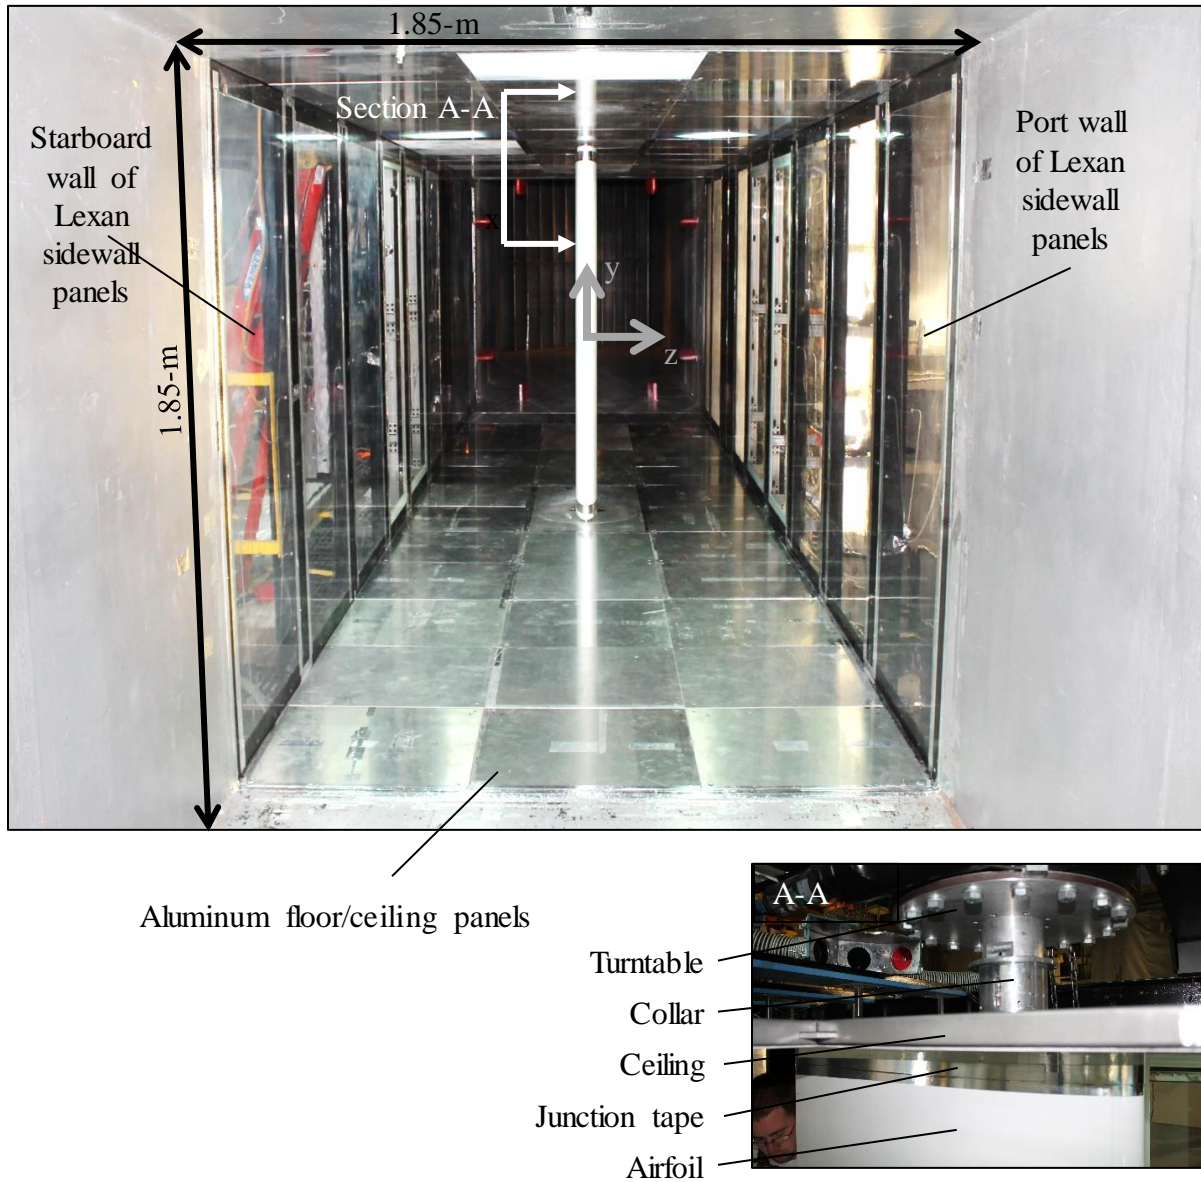 1.85-m
Section A-A
Starboard
wall of
Lexan
sidewall
panels
Port wall
of Lexan
sidewall
panels
x
y
z
1.85-m
Aluminum floor/ceiling panels
A-A
Turntable
Collar
Ceiling
Junction tape
Airfoil